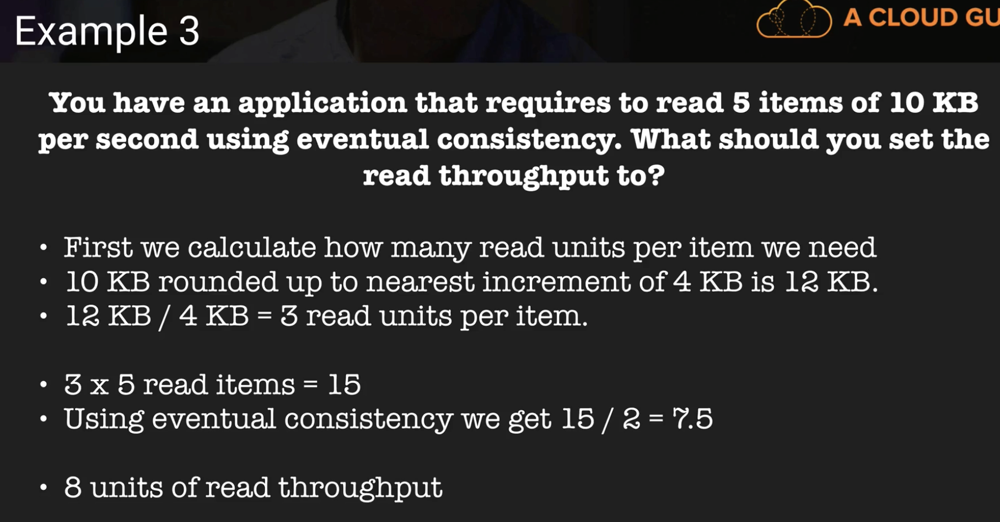 Example 3
A CLOUD GU
You have an application that requires to read 5 items of 10 KB
per second using eventual consistency. What should you set the
read throughput to?
• First we calculate how many read units per item we need
• 10 KB rounded up to nearest increment of 4 KB is 12 KB.
• 12 KB / 4 KB = 3 read units per item.
• 3 x 5 read items = 15
• Using eventual consistency we get 15 / 2 = 7.5
• 8 units of read throughput